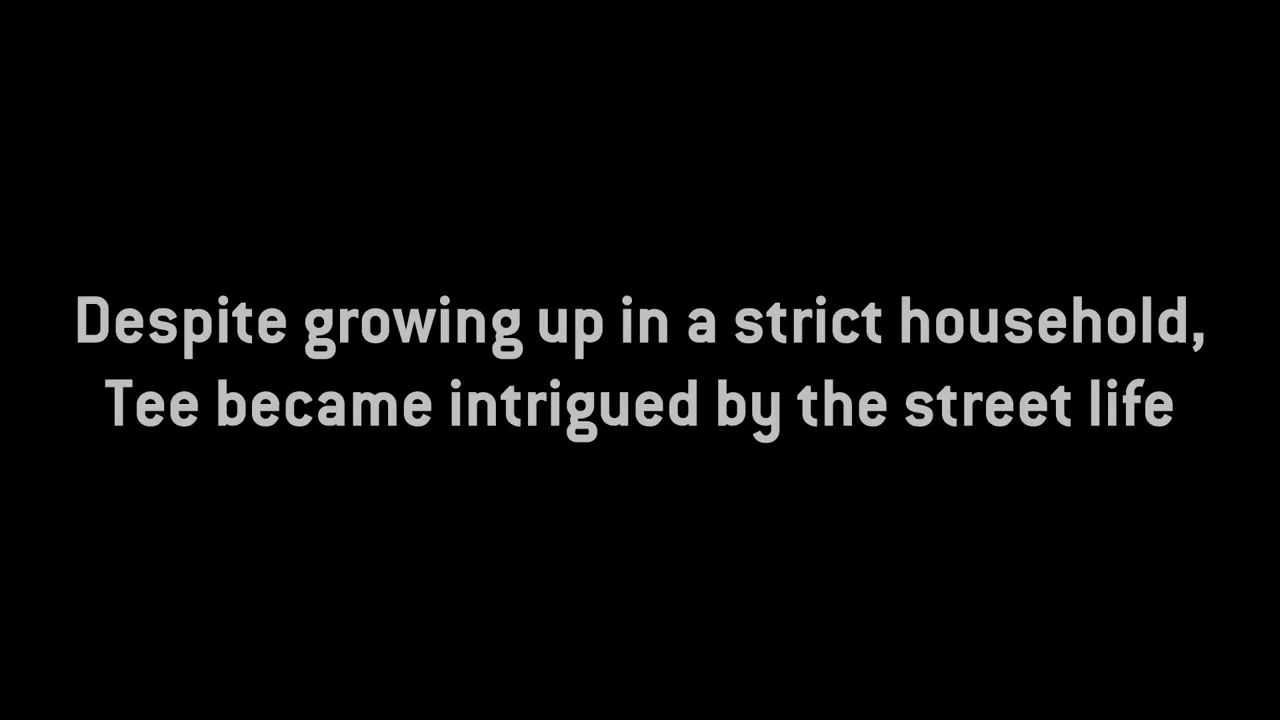 Despite growing up in a strict household,
Tee became intrigued by the street life